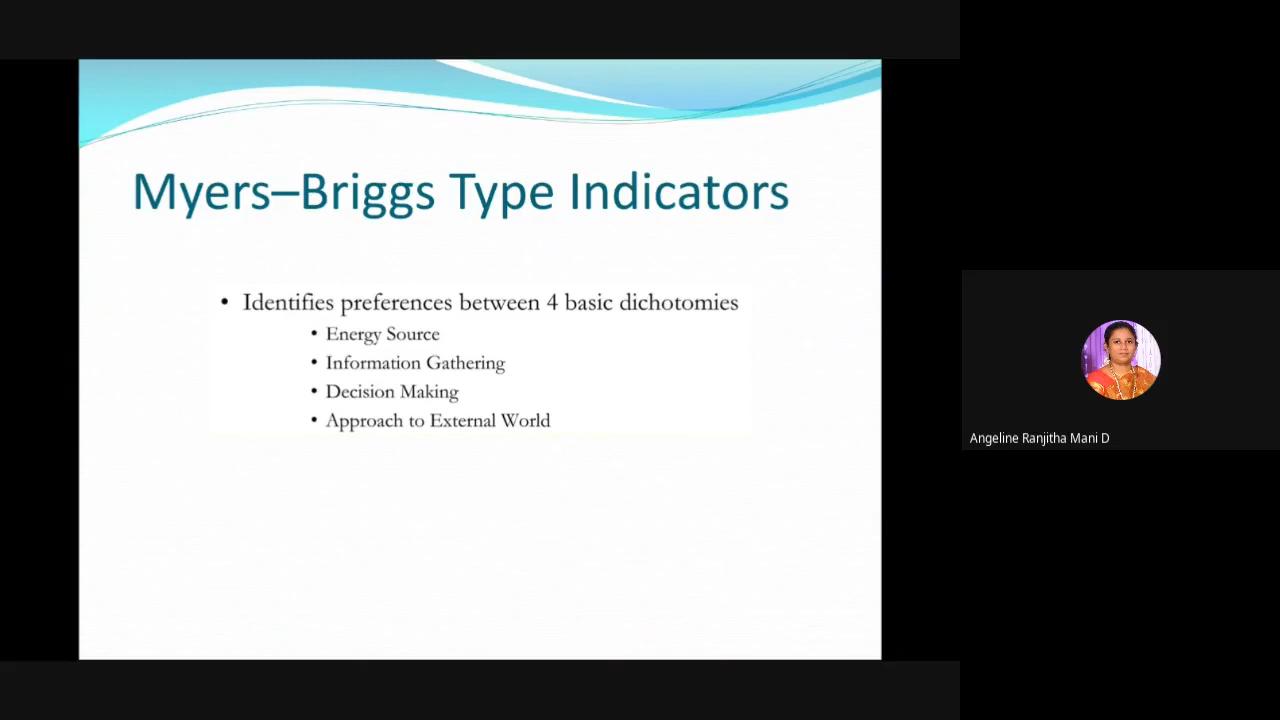 Myers–Briggs Type Indicators
• Identifies preferences between 4 basic dichotomies
• Energy Source
• Information Gathering
• Decision Making
• Approach to External World
Angeline Ranjitha Mani D